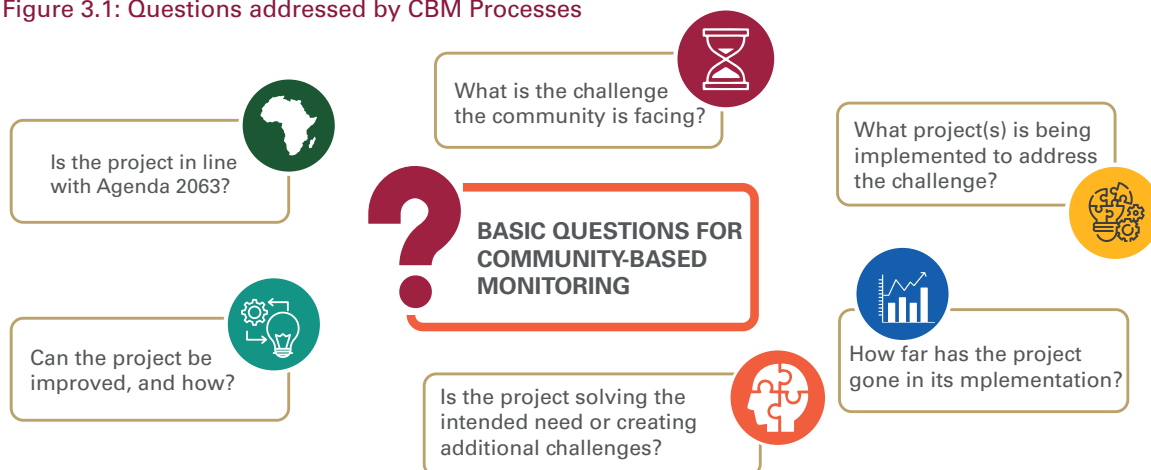 Figure 3.1: Questions addressed by CBM Processes
What is the challenge
the community is facing?
What project(s) is being
implemented to address
the challenge?
Is the project in line
with Agenda 2063?
BASIC QUESTIONS FOR
COMMUNITY-BASED
MONITORING
How far has the project
gone in its mplementation?
Can the project be
improved, and how?
Is the project solving the
intended need or creating
additional challenges?